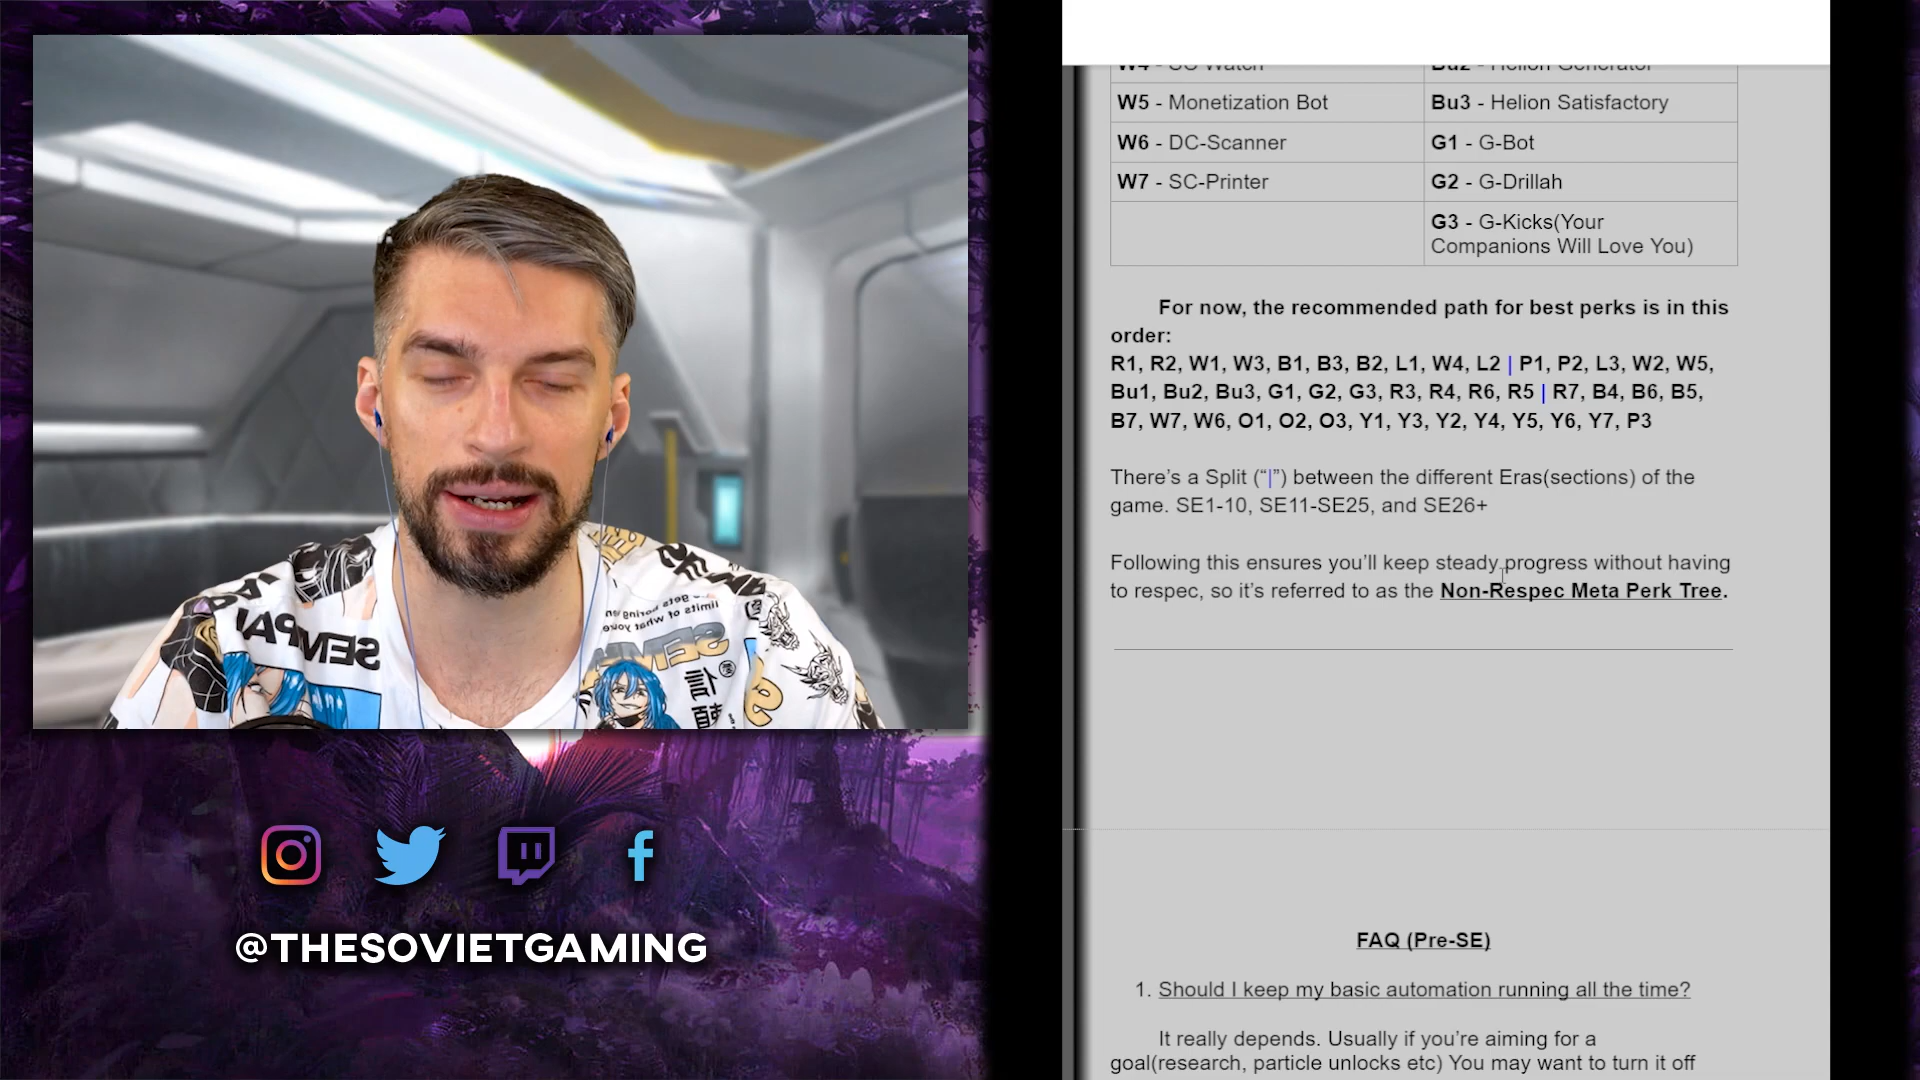 W4 - SC-Watch
Bu2 - Helion Generator
W5 - Monetization Bot
Bu3 - Helion Satisfactory
W6 - DC-Scanner
G1 - G-Bot
W7 - SC-Printer
G2 - G-Drillah
G3 - G-Kicks(Your
Companions Will Love You)
For now, the recommended path for best perks is in this
order:
R1, R2, W1, W3, B1, B3, B2, L1, W4, L2 | P1, P2, L3, W2, W5,
Bu1, Bu2, Bu3, G1, G2, G3, R3, R4, R6, R5 | R7, B4, B6, B5,
B7, W7, W6, O1, O2, O3, Y1, Y3, Y2, Y4, Y5, Y6, Y7, P3
There’s a Split (“|”) between the different Eras(sections) of the
game. SE1-10, SE11-SE25, and SE26+
Following this ensures you’ll keep steady progress without having
to respec, so it’s referred to as the Non-Respec Meta Perk Tree.
FAQ (Pre-SE)
1. Should I keep my basic automation running all the time?
It really depends. Usually if you’re aiming for a
goal(research, particle unlocks etc) You may want to turn it off
SENPAI
@THESOVIETGAMING